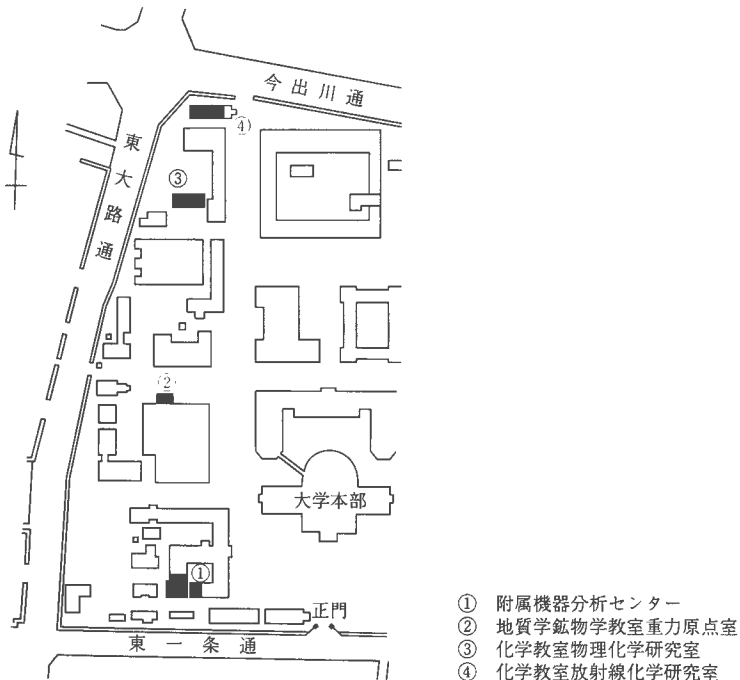 今出川通
④
東大路通
③
②
大学本部
①
正門
東一条通
① 附属機器分析センター
② 地質学鉱物学教室重力原点室
③ 化学教室物理化学研究室
④ 化学教室放射線化学研究室